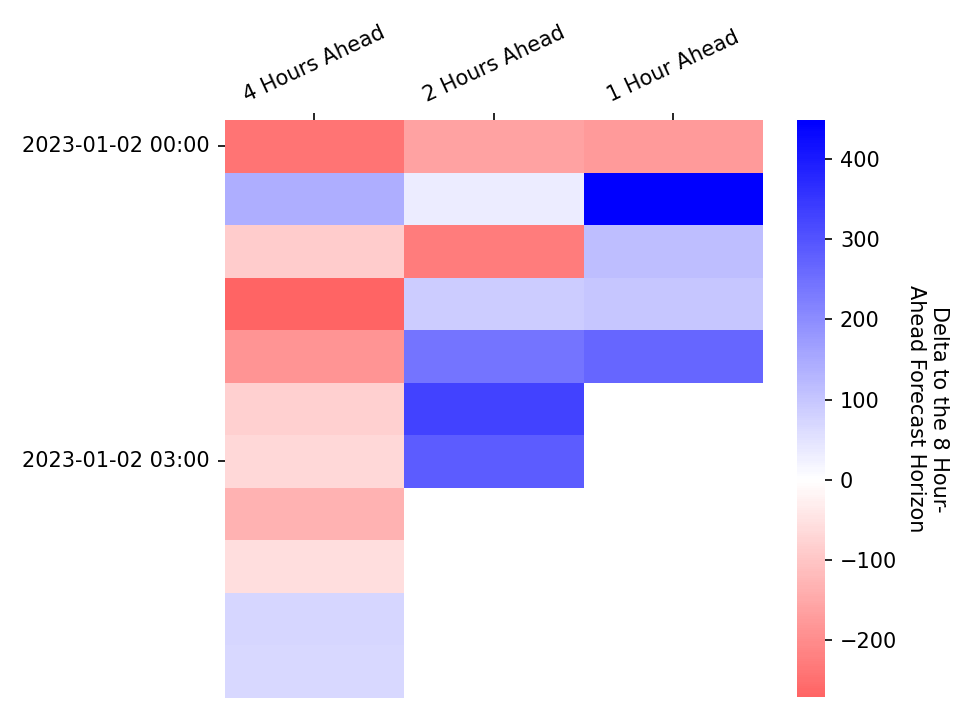 4 Hours Ahead
2 Hours Ahead
1 Hour Ahead
2023-01-02 00:00
2023-01-02 03:00
400
300
200
100
0
−100
−200
Delta to the 8 Hour-
Ahead Forecast Horizon